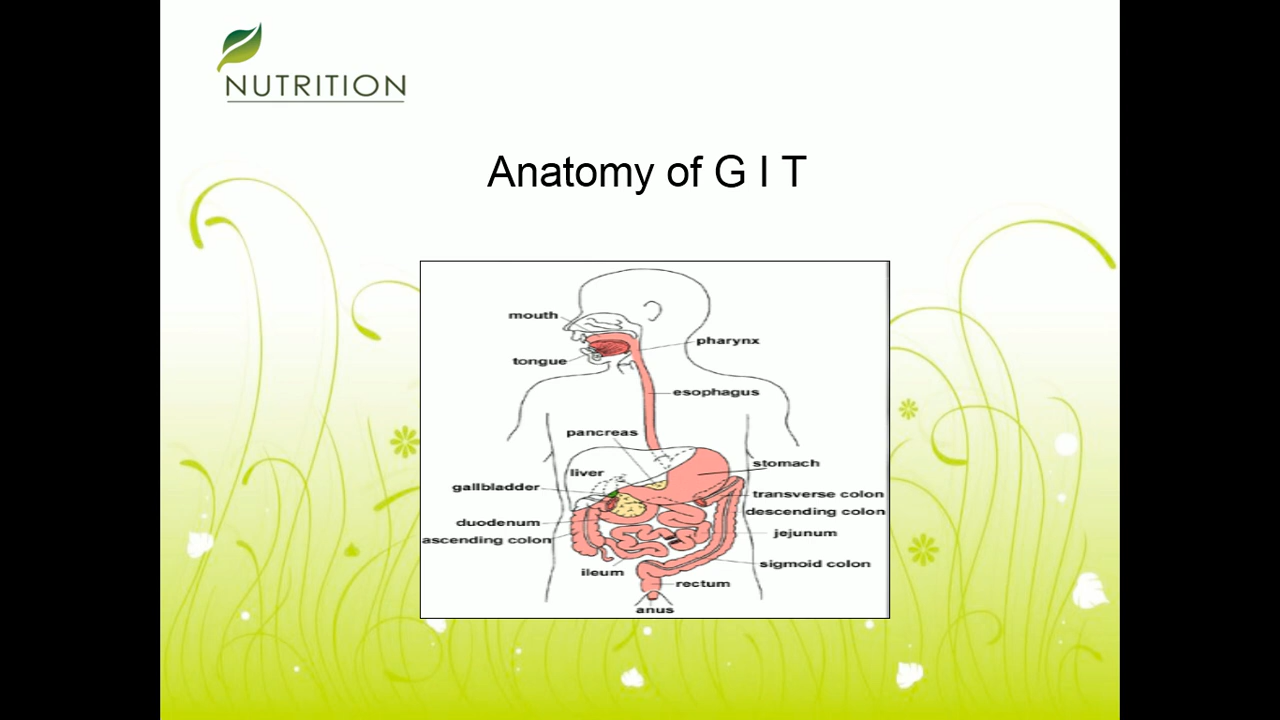 NUTRITION
Anatomy of G I T
mouth
pharynx
tongue
esophagus
pancreas
stomach
liver
gallbladder
transverse colon
descending colon
duodenum
jejunum
ascending colon
sigmoid colon
ileum
rectum
anus